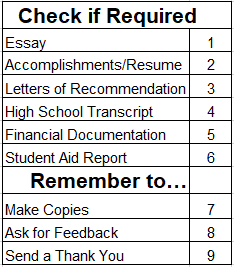 Check if Required
Essay 1
Accomplishments/Resume 2
Letters of Recommendation 3
High School Transcript 4
Financial Documentation 5
Student Aid Report 6
Remember to…
Make Copies 7
Ask for Feedback 8
Send a Thank You 9